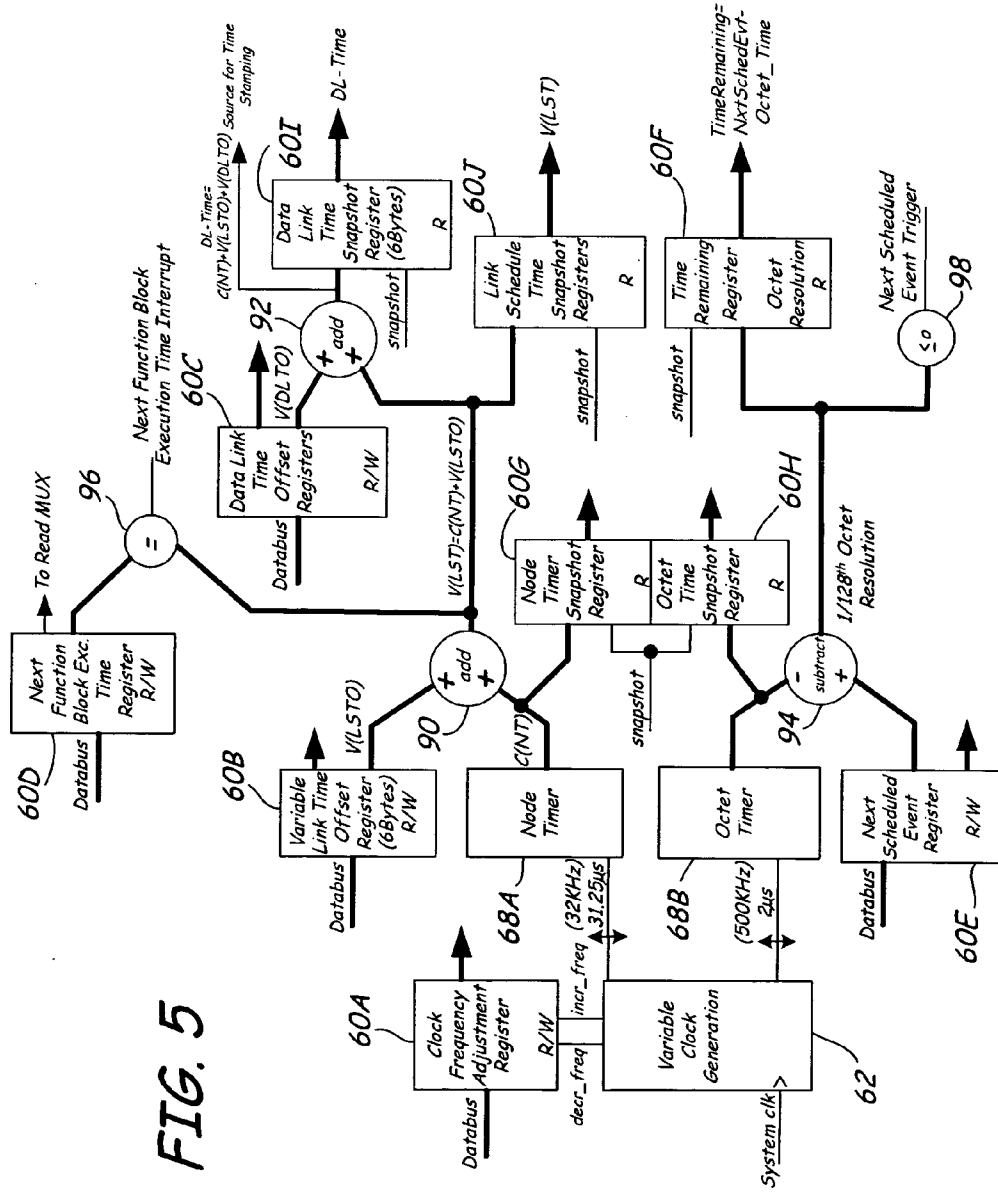 FIG. 5
60D
Next
Function
Block Exc.
Time
Register
R/W
Databus
To Read MUX
96
=
Next Function Block
Execution Time Interrupt
60B
Variable
Link Time
Offset
Register
(6Bytes)
R/W
Databus
V(LSTO)
90
+
add
+
C(NT)
V(LST)=C(NT)+V(LSTO)
60C
Data Link
Time
Offset
Registers
R/W
Databus
V(DLTO)
92
+
add
+
DL-Time=
C(NT)+V(LSTO)+V(DLTO)
Source for Time
Stamping
60I
Data
Link
Time
Snapshot
Register
(6Bytes)
R
snapshot
DL-Time
60J
Link
Schedule
Time
Snapshot
Registers
R
snapshot
V(LST)
60A
Clock
Frequency
Adjustment
Register
R/W
Databus
decr_freq
incr_freq
Variable
Clock
Generation
System clk
62
(32KHz)
31.25µs
(500KHz)
2µs
68A
Node
Timer
68B
Octet
Timer
60G
Node
Timer
Snapshot
Register
R
Octet
Time
Snapshot
Register
R
60H
snapshot
60E
Next
Scheduled
Event
Register
R/W
Databus
94
-
subtract
+
1/128th Octet
Resolution
60F
Time
Remaining
Register
Octet
Resolution
R
snapshot
TimeRemaining=
NxtSchedEvt-
Octet_Time
Next Scheduled
Event Trigger
≤0
98